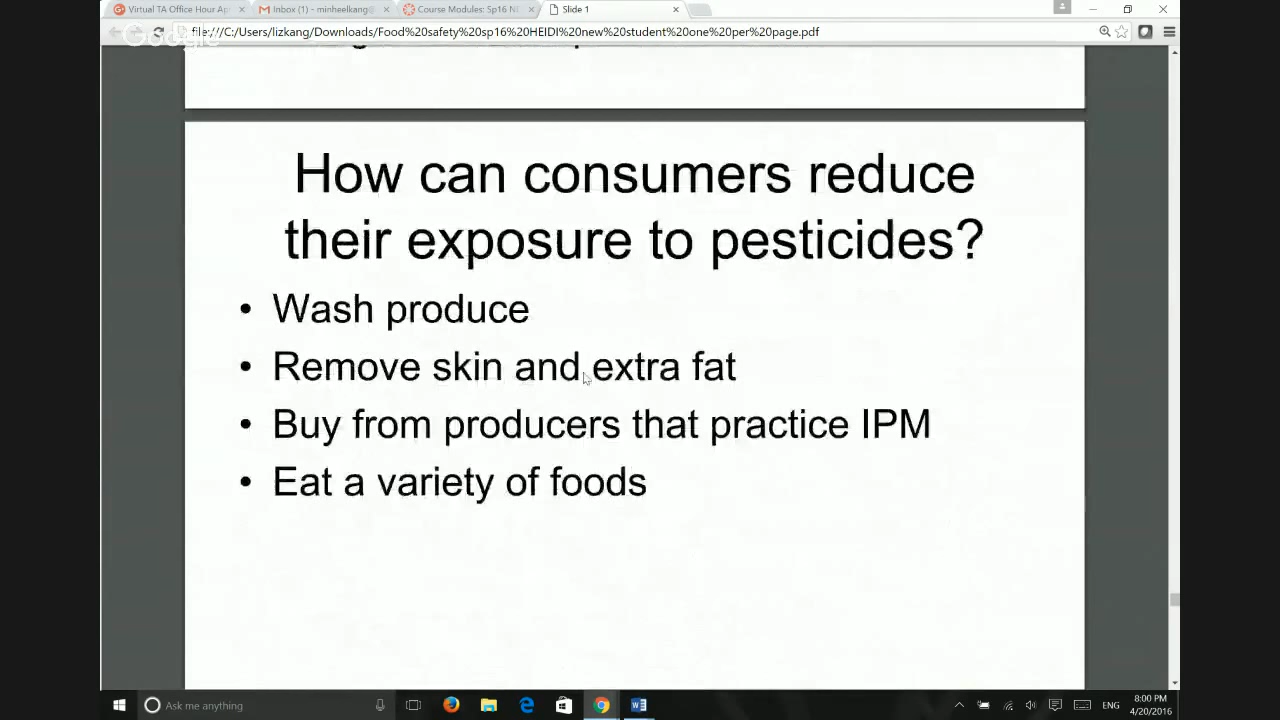 Virtual TA Office Hour Ap
Inbox (1) - minheelkang@
Course Modules: Sp16 N
Slide 1
Google
file:///C:/Users/lizkang/Downloads/Food%20safety%20sp16%20HEIDI%20new%20student%20one%20per%20page.pdf
How can consumers reduce
their exposure to pesticides?
• Wash produce
• Remove skin and extra fat
• Buy from producers that practice IPM
• Eat a variety of foods
Ask me anything
ENG
8:00 PM
4/20/2016